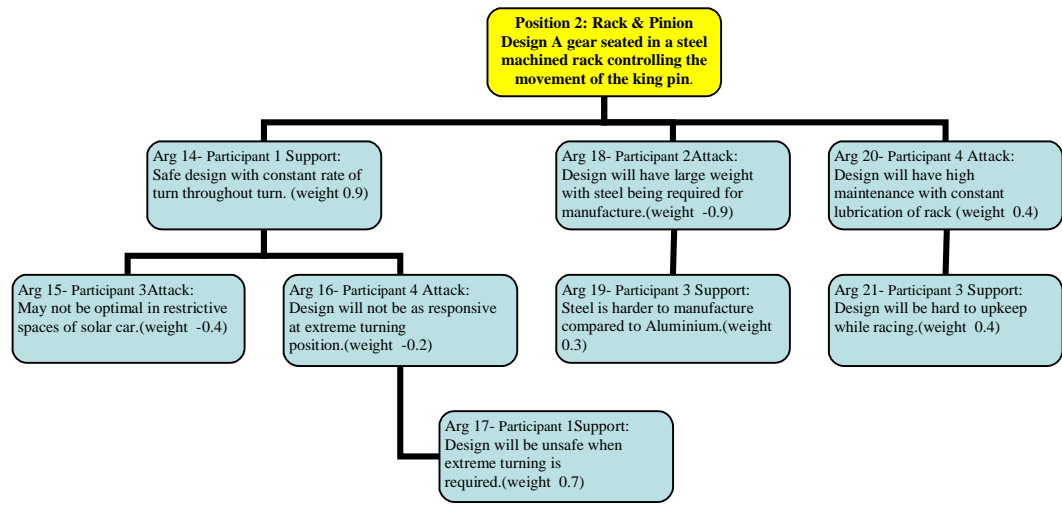 Position 2: Rack & Pinion
Design A gear seated in a steel
machined rack controlling the
movement of the king pin.
Arg 14- Participant 1 Support:
Safe design with constant rate of
turn throughout turn. (weight 0.9)
Arg 18- Participant 2Attack:
Design will have large weight
with steel being required for
manufacture.(weight -0.9)
Arg 20- Participant 4 Attack:
Design will have high
maintenance with constant
lubrication of rack (weight 0.4)
Arg 15- Participant 3Attack:
May not be optimal in restrictive
spaces of solar car.(weight -0.4)
Arg 16- Participant 4 Attack:
Design will not be as responsive
at extreme turning
position.(weight -0.2)
Arg 19- Participant 3 Support:
Steel is harder to manufacture
compared to Aluminium.(weight
0.3)
Arg 21- Participant 3 Support:
Design will be hard to upkeep
while racing.(weight 0.4)
Arg 17- Participant 1Support:
Design will be unsafe when
extreme turning is
required.(weight 0.7)